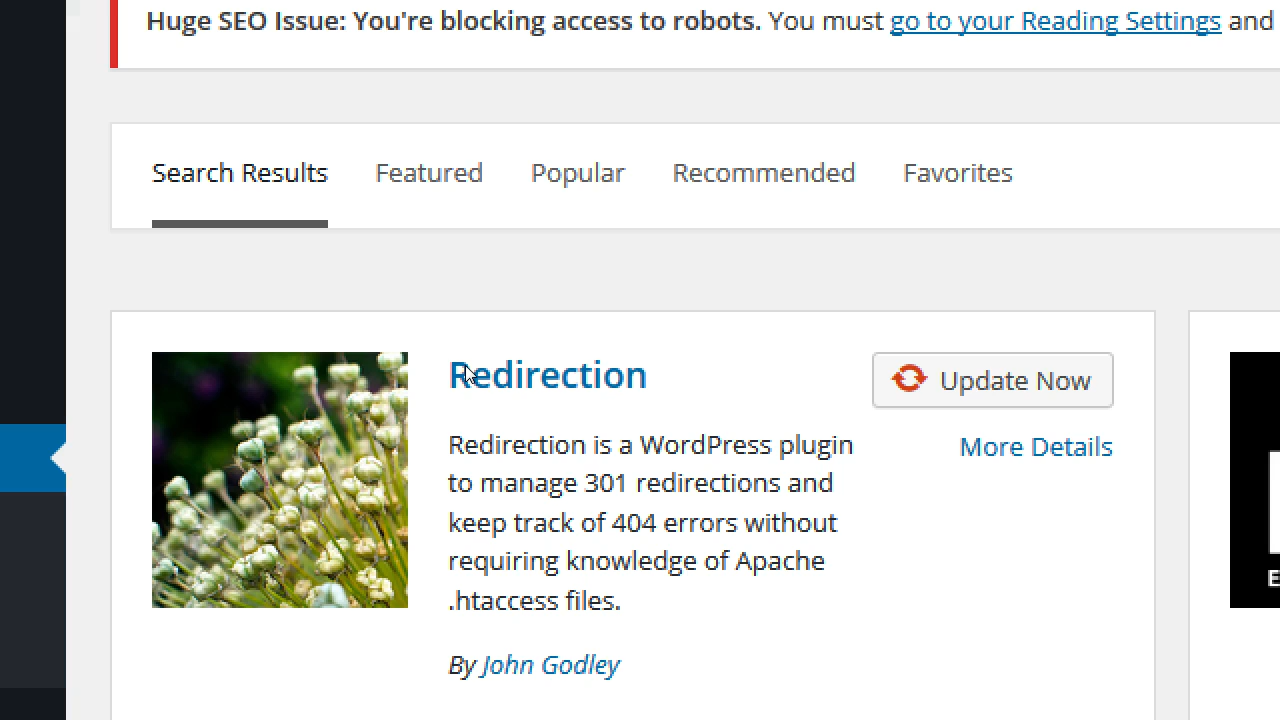 Huge SEO Issue: You're blocking access to robots. You must go to your Reading Settings and
Search Results Featured Popular Recommended Favorites
Redirection
Update Now
More Details
Redirection is a WordPress plugin
to manage 301 redirections and
keep track of 404 errors without
requiring knowledge of Apache
.htaccess files.
By John Godley